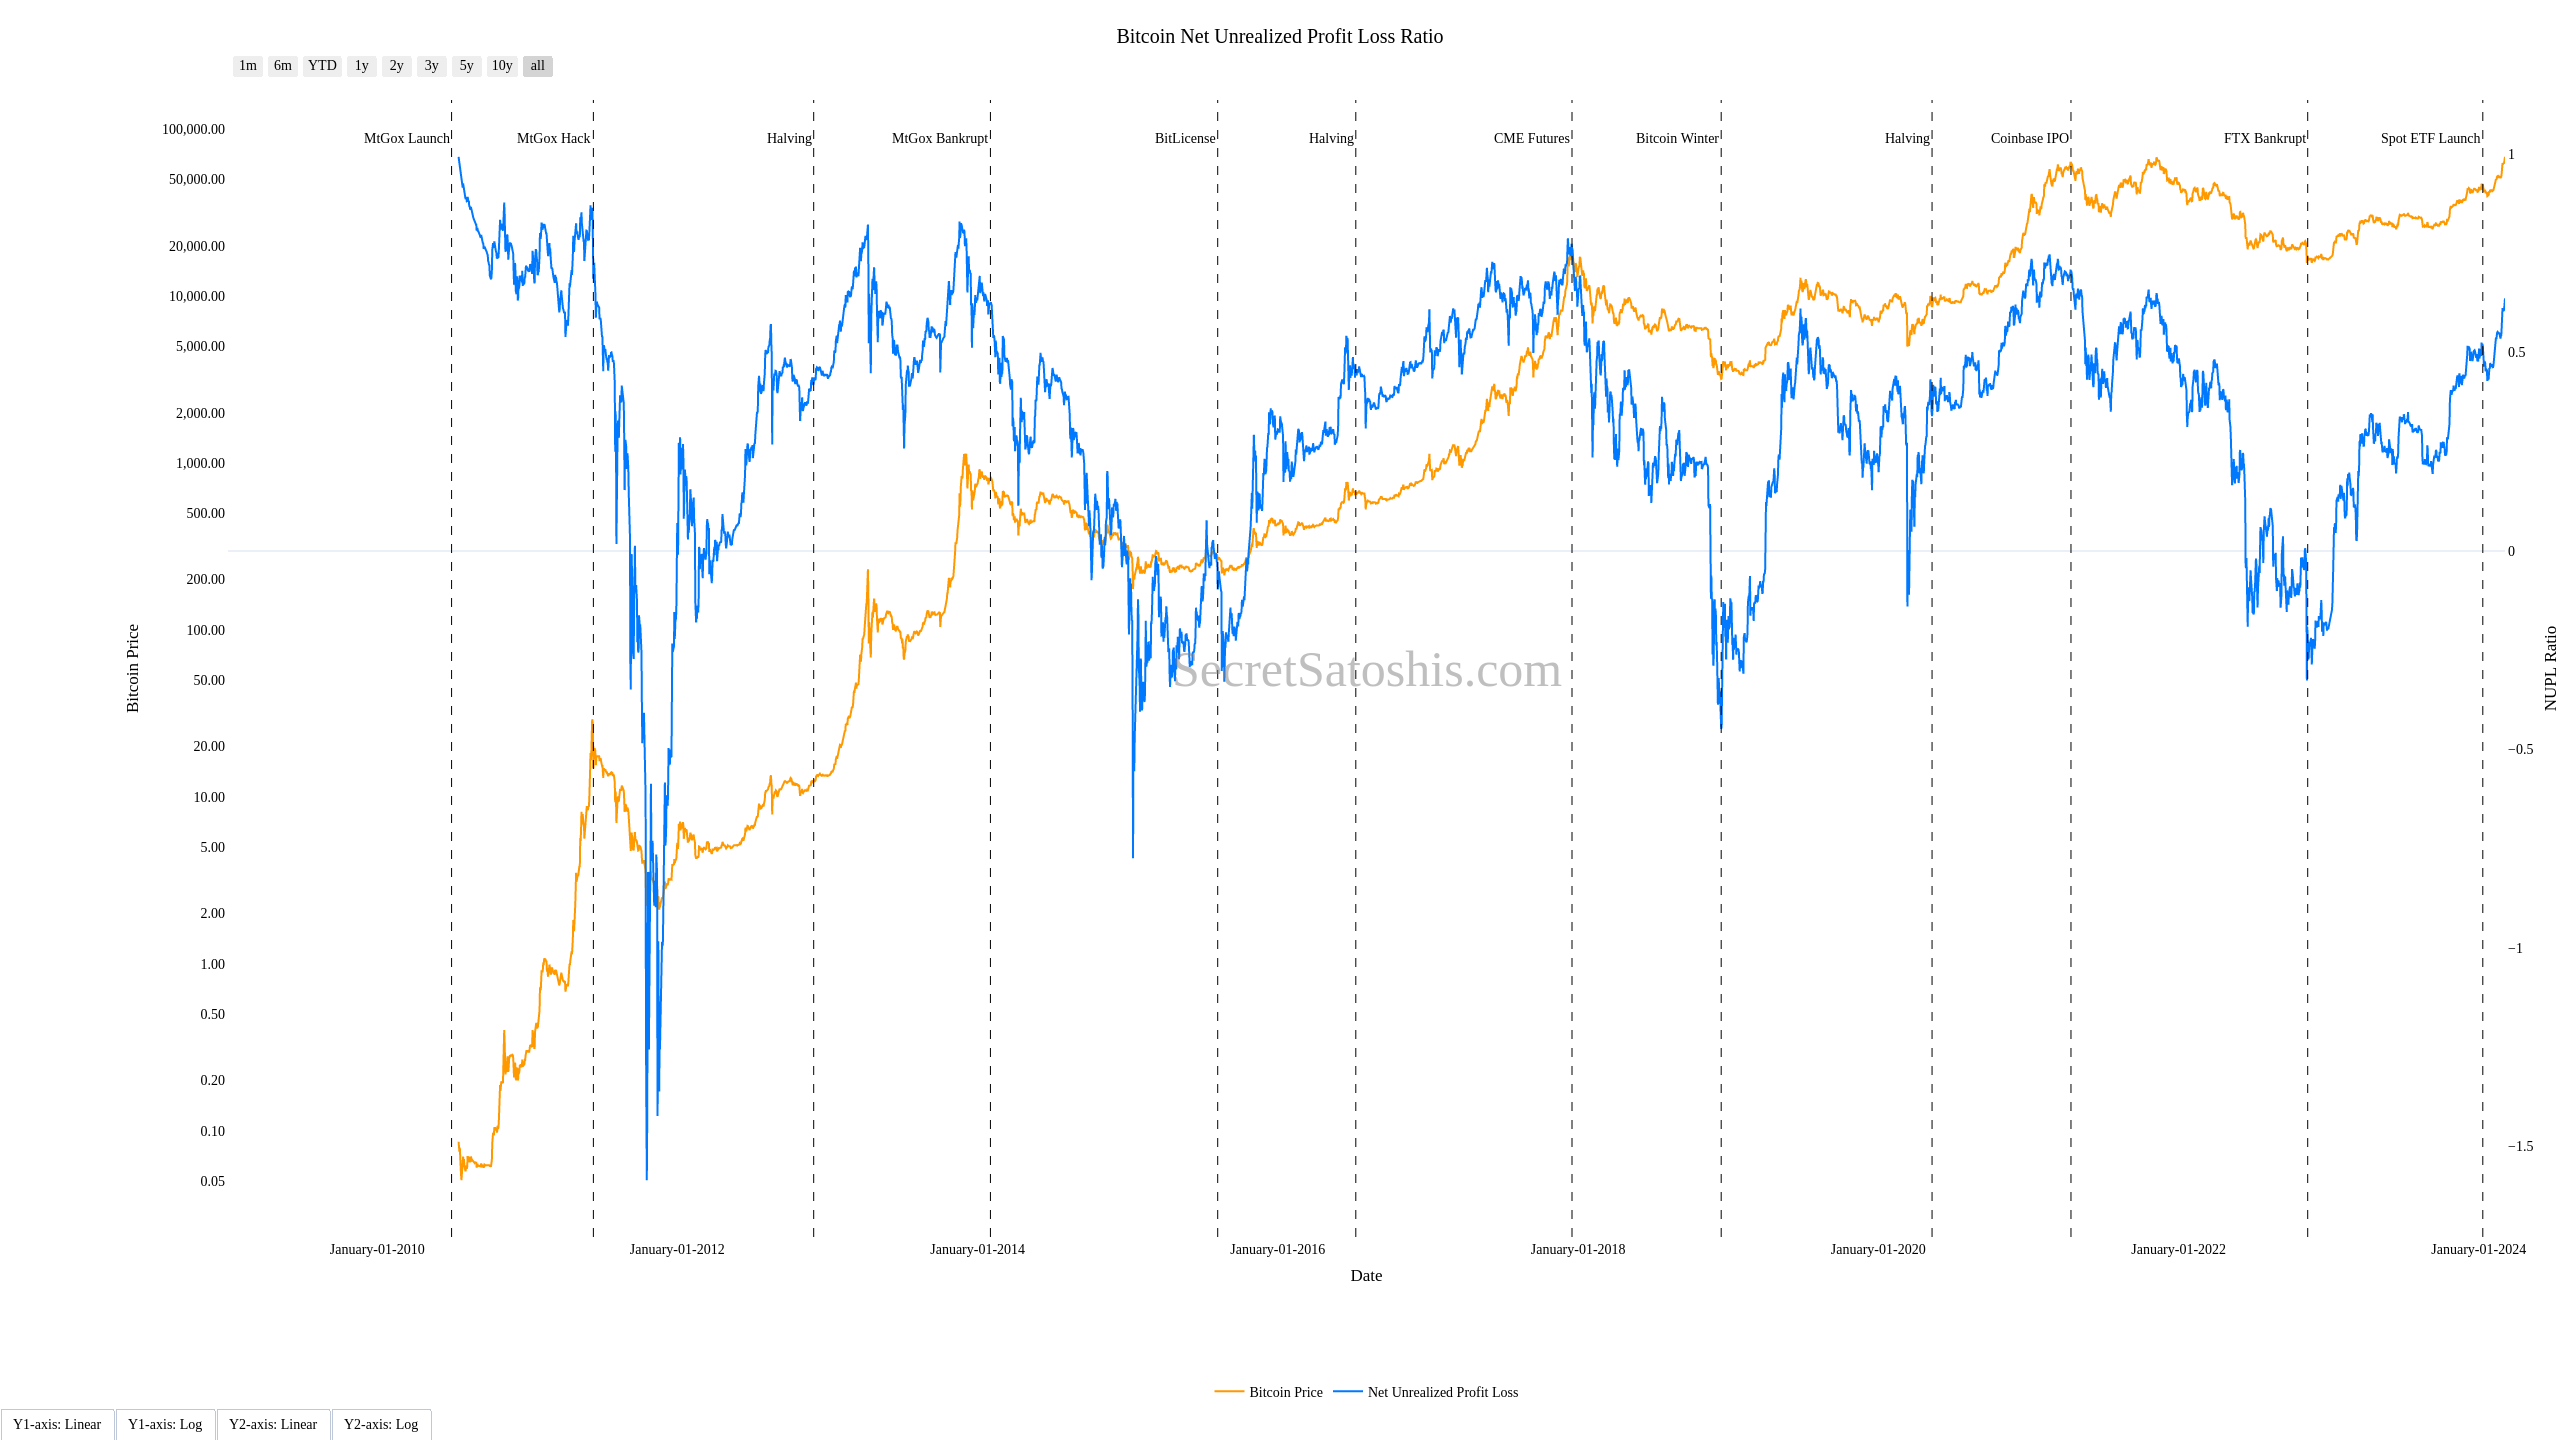 Bitcoin Net Unrealized Profit Loss Ratio
1m 6m YTD 1y 2y 3y 5y 10y all
MtGox Launch MtGox Hack Halving MtGox Bankrupt BitLicense Halving CME Futures Bitcoin Winter Halving Coinbase IPO FTX Bankrupt Spot ETF Launch
100,000.00
50,000.00
20,000.00
10,000.00
5,000.00
2,000.00
1,000.00
500.00
200.00
100.00
50.00
20.00
10.00
5.00
2.00
1.00
0.50
0.20
0.10
0.05
Bitcoin Price
SecretSatoshis.com
1
0.5
0
−0.5
−1
−1.5
NUPL Ratio
January-01-2010 January-01-2012 January-01-2014 January-01-2016 January-01-2018 January-01-2020 January-01-2022 January-01-2024
Date
Bitcoin Price Net Unrealized Profit Loss
Y1-axis: Linear Y1-axis: Log Y2-axis: Linear Y2-axis: Log